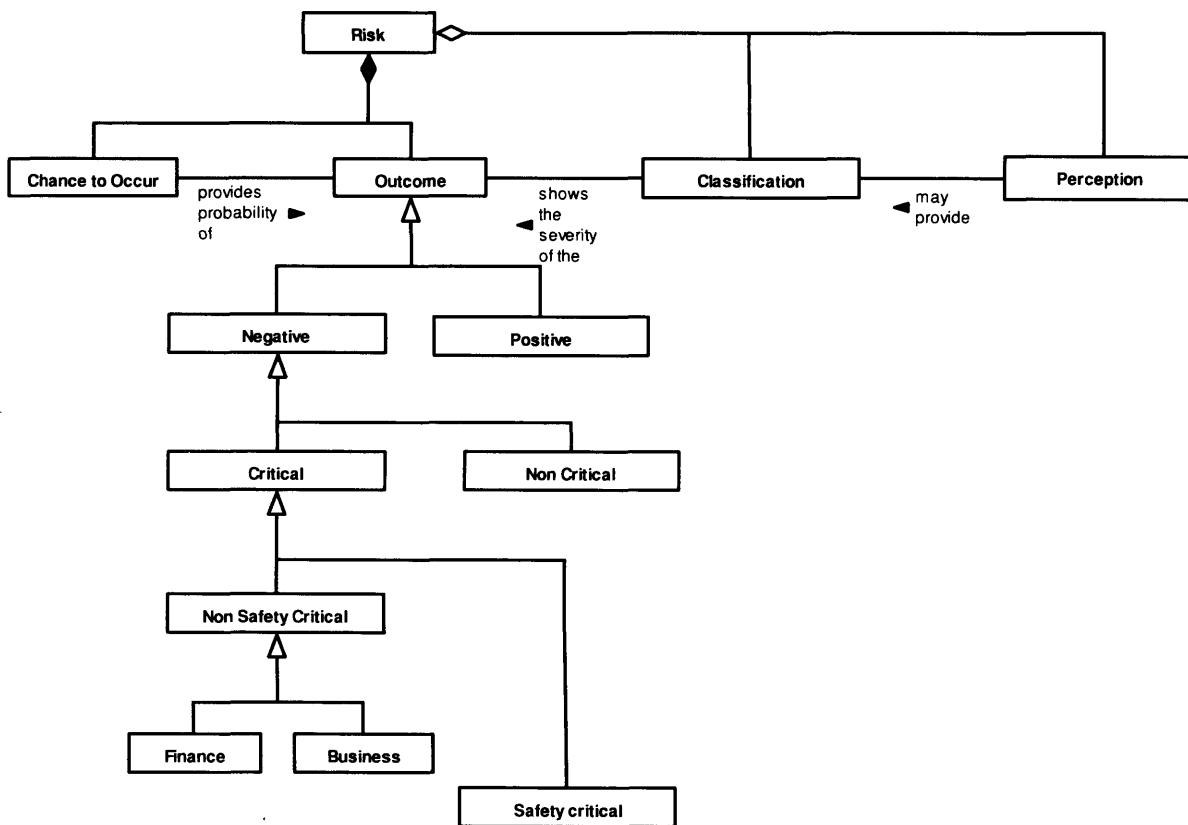 Risk
Chance to Occur
Outcome
Classification
Perception
provides
probability
of
shows
the
severity
of the
may
provide
Negative
Positive
Critical
Non Critical
Non Safety Critical
Finance
Business
Safety critical